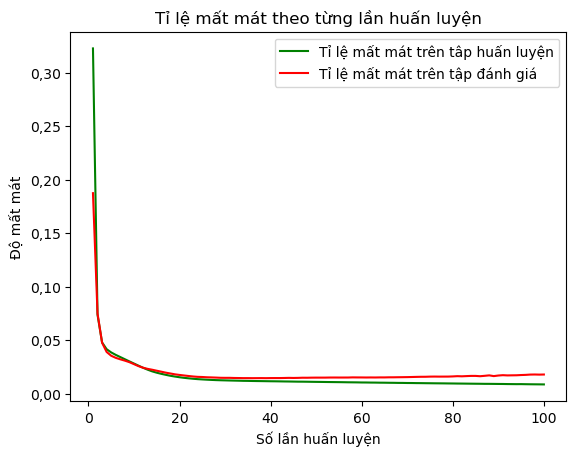 Tỉ lệ mất mát theo từng lần huấn luyện
Tỉ lệ mất mát trên tâp huấn luyện
Tỉ lệ mất mát trên tập đánh giá
Độ mất mát
0,30
0,25
0,20
0,15
0,10
0,05
0,00
0 20 40 60 80 100
Số lần huấn luyện